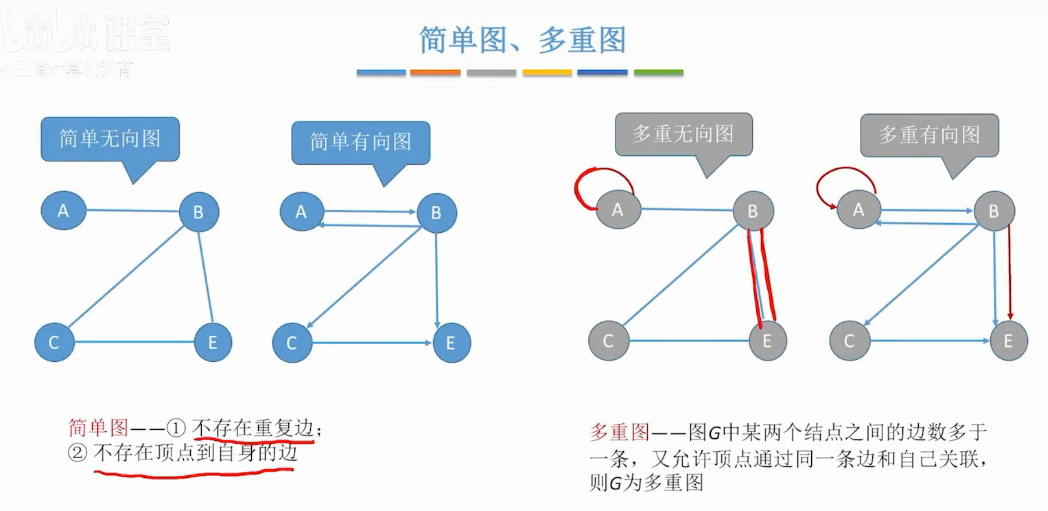 课堂
简单图、多重图
简单无向图
简单有向图
多重无向图
多重有向图
A
B
C
E
A
B
C
E
A
B
C
E
A
B
C
E
简单图——① 不存在重复边；
② 不存在顶点到自身的边
多重图——图G中某两个结点之间的边数多于
一条，又允许顶点通过同一条边和自己关联，
则G为多重图